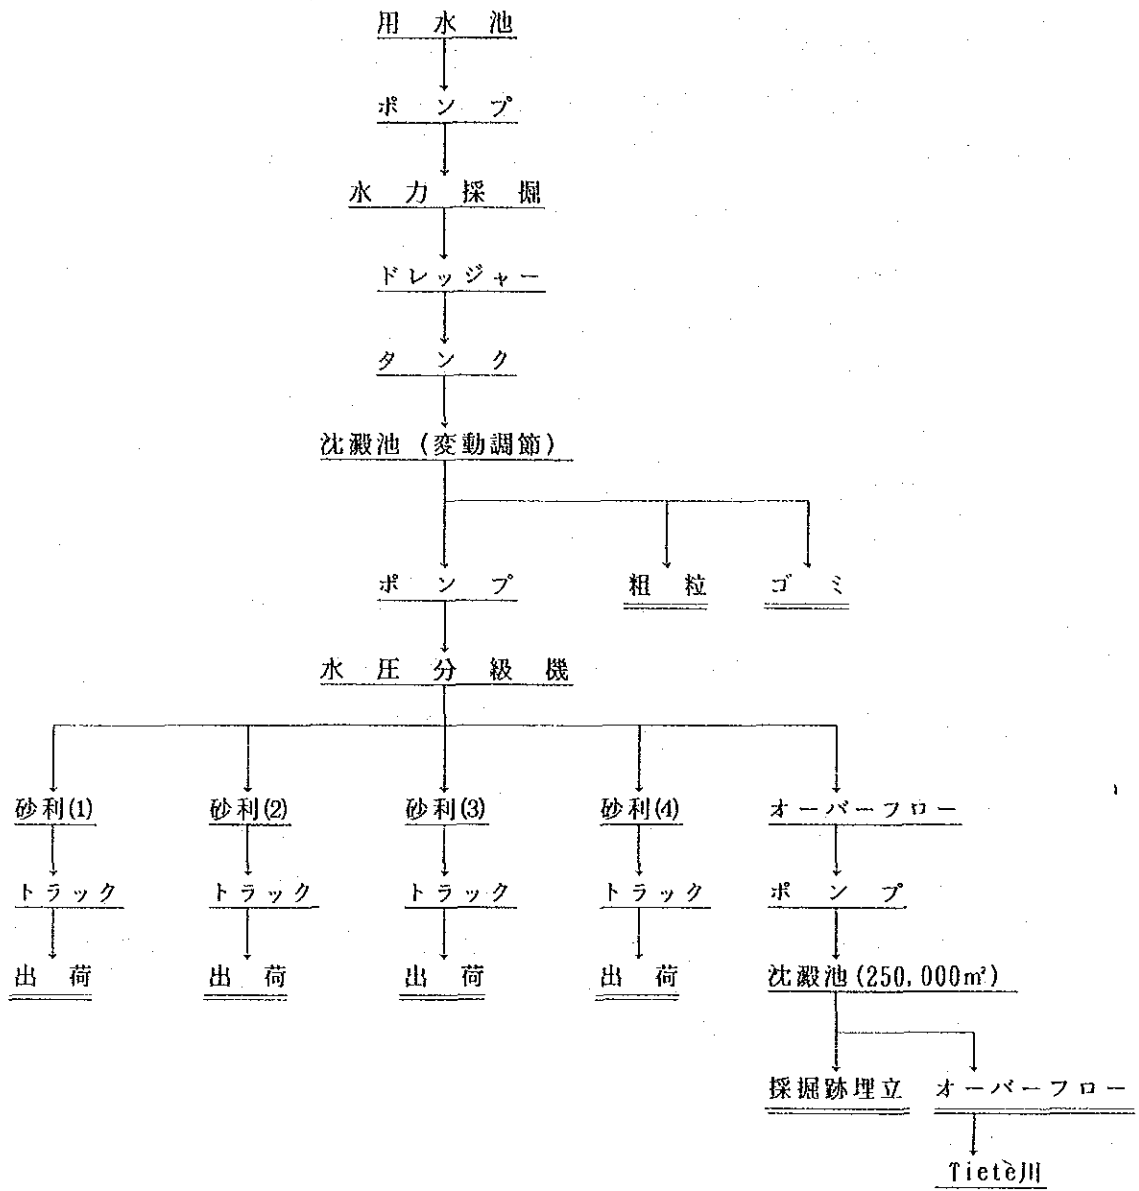 用水池
ポンプ
水力採掘
ドレッジャー
タンク
沈澱池 (変動調節)
ポンプ 粗粒 ゴミ
水圧分級機
砂利(1) 砂利(2) 砂利(3) 砂利(4) オーバーフロー
トラック トラック トラック トラック ポンプ
出荷 出荷 出荷 出荷 沈澱池 (250,000㎡)
採掘跡埋立 オーバーフロー
Tietè川